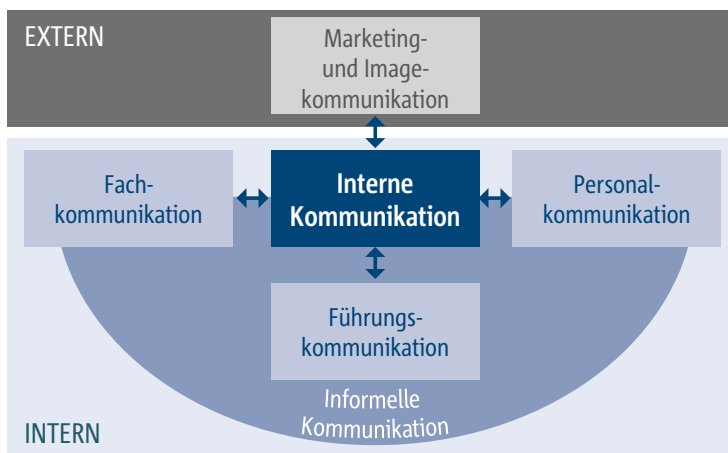 EXTERN
Marketing-
und Image-
kommunikation
Fach-
kommunikation
Interne
Kommunikation
Personal-
kommunikation
Führungs-
kommunikation
Informelle
Kommunikation
INTERN